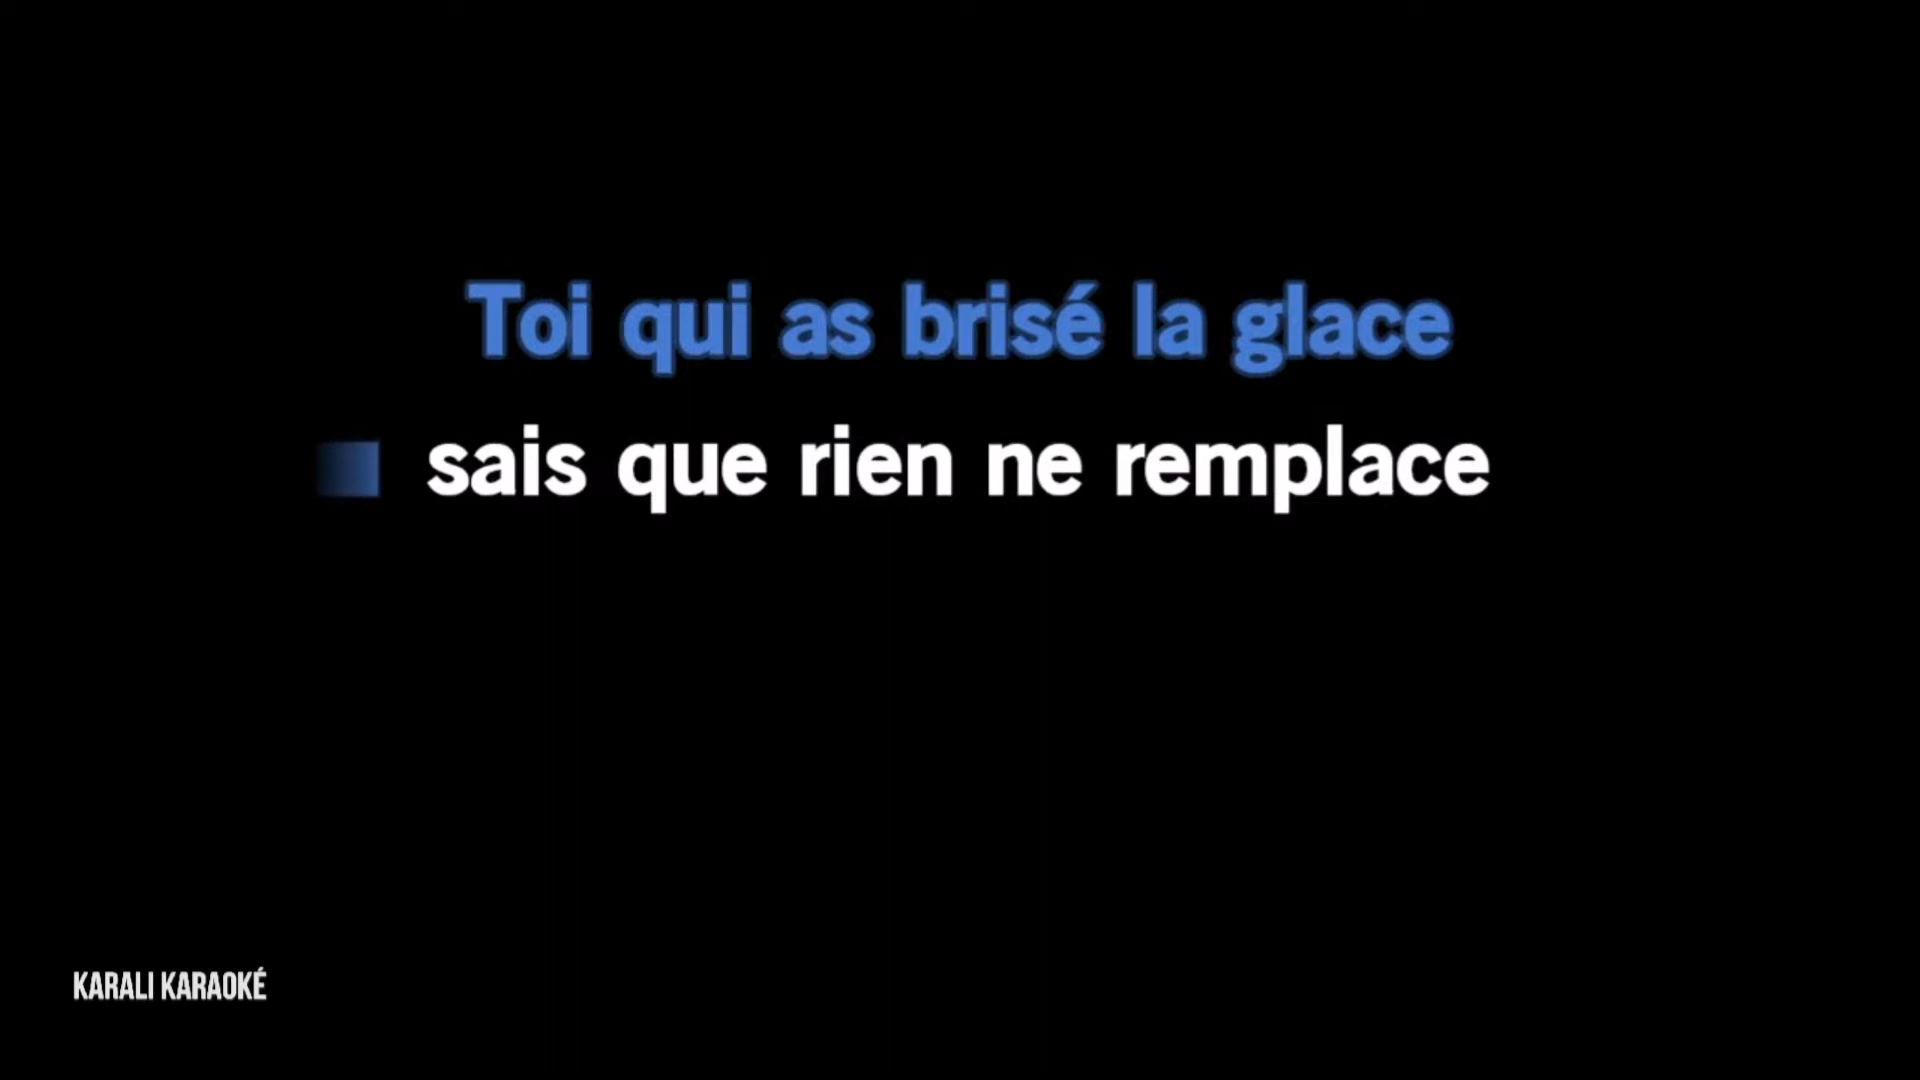 Toi qui as brisé la glace
sais que rien ne remplace
KARALI KARAOKÉ